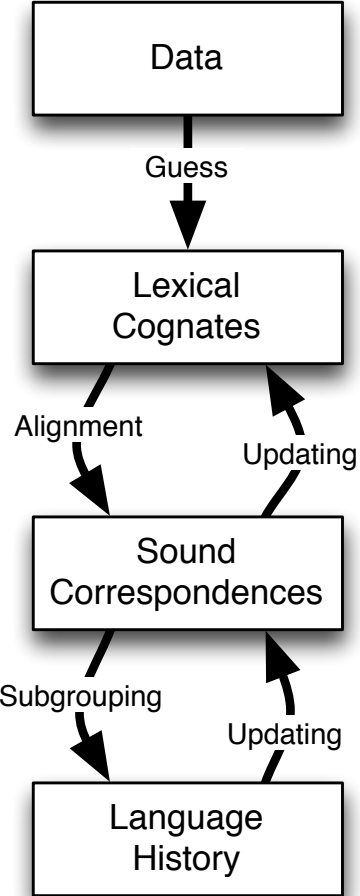 Data
Guess
Lexical
Cognates
Alignment
Updating
Sound
Correspondences
Subgrouping
Updating
Language
History